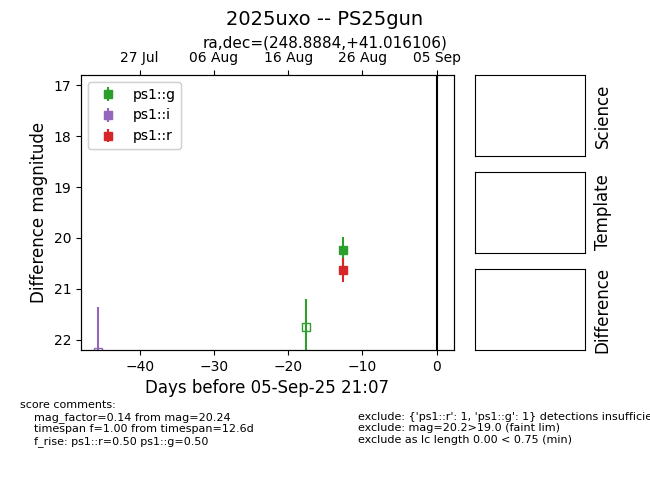 2025uxo -- PS25gun
ra,dec=(248.8884,+41.016106)
27 Jul 06 Aug 16 Aug 26 Aug 05 Sep
ps1::g
ps1::i
ps1::r
17
18
19
20
21
22
Difference magnitude
−40 −30 −20 −10 0
Days before 05-Sep-25 21:07
Science
Template
Difference
score comments:
mag_factor=0.14 from mag=20.24
timespan f=1.00 from timespan=12.6d
f_rise: ps1::r=0.50 ps1::g=0.50
exclude: {'ps1::r': 1, 'ps1::g': 1} detections insufficie
exclude: mag=20.2>19.0 (faint lim)
exclude as lc length 0.00 < 0.75 (min)